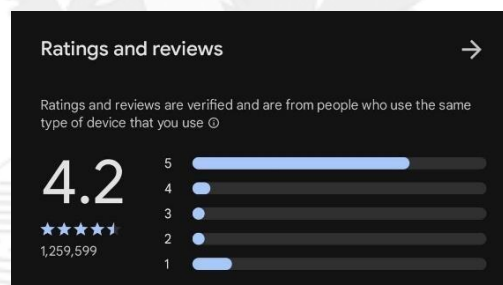 Ratings and reviews
Ratings and reviews are verified and are from people who use the same
type of device that you use
4.2
1,259,599
5
4
3
2
1